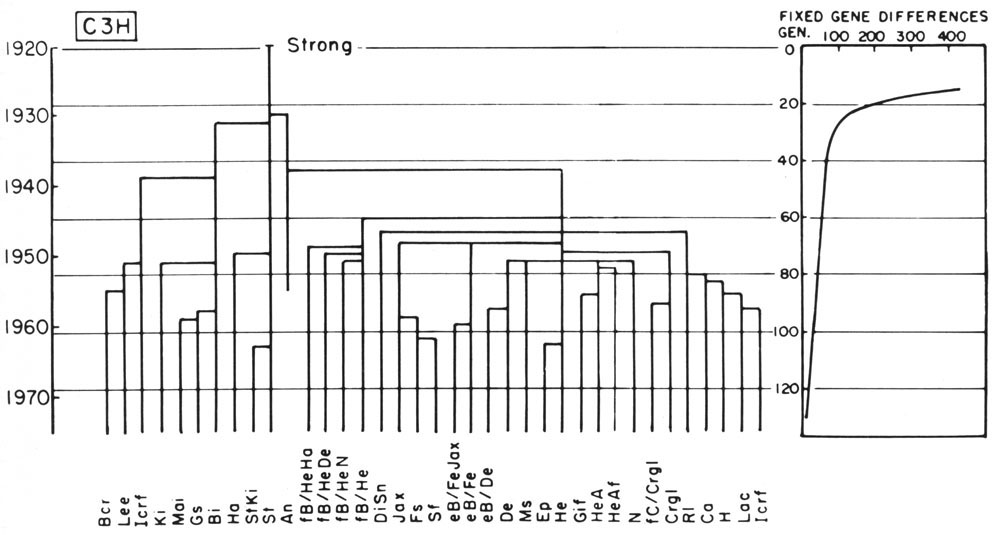 C3H
FIXED GENE DIFFERENCES
GEN. 100 200 300 400
1920 Strong 0
20
1930
40
1940
60
1950
80
1960 100
120
1970
Bcr
Lee
Icrf
Ki
Mai
Gs
Bi
Ha
StKi
St
An
fB/HeHa
fB/HeDe
fB/HeN
fB/He
DiSn
Jax
Fs
Sf
eB/FeJax
eB/Fe
eB/De
De
Ms
Ep
He
Gif
HeA
HeAf
N
fC/Crgl
Crgl
Rl
Ca
H
Lac
Icrf